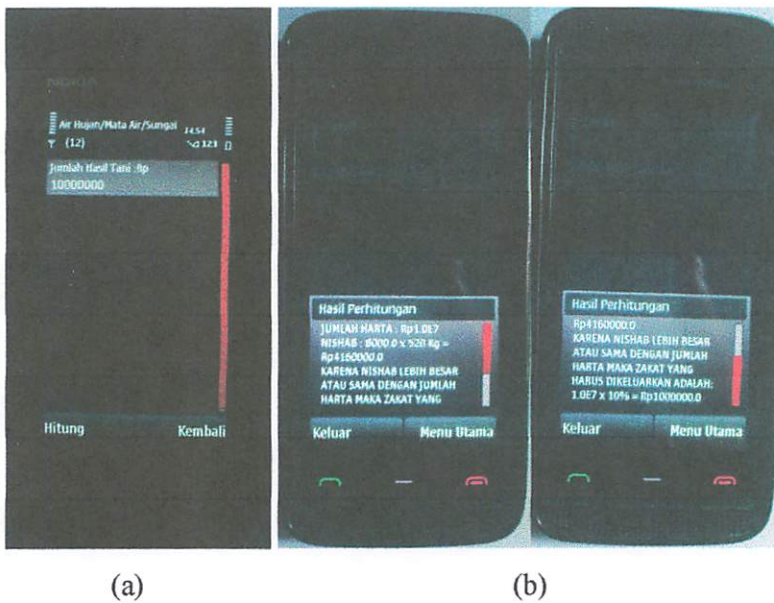 NOKIA
Air Hujan/Mata Air/Sungai 14.54
(12) 123
Jumlah Hasil Tani :Rp
10000000
Hitung Kembali
Hasil Perhitungan
JUMLAH HARTA : Rp1.0E7
NISHAB : 8000.0 x 520 Kg =
Rp4160000.0
KARENA NISHAB LEBIH BESAR
ATAU SAMA DENGAN JUMLAH
HARTA MAKA ZAKAT YANG
Keluar Menu Utama
Hasil Perhitungan
Rp4160000.0
KARENA NISHAB LEBIH BESAR
ATAU SAMA DENGAN JUMLAH
HARTA MAKA ZAKAT YANG
HARUS DIKELUARKAN ADALAH:
1.0E7 x 10% = Rp1000000.0
Keluar Menu Utama
(a) (b)